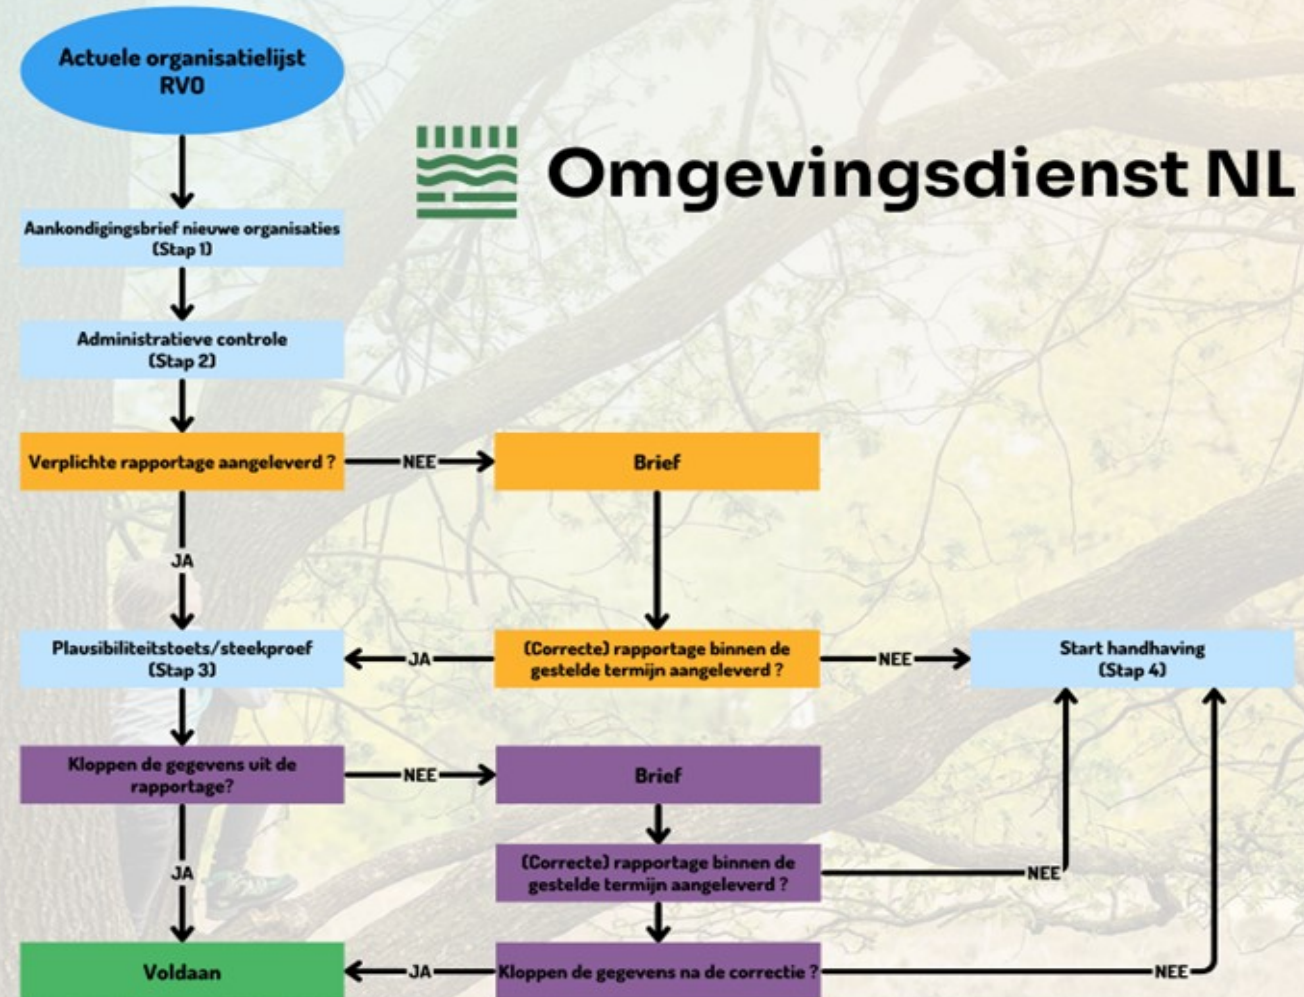 Actuele organisatielijst
RVO
Omgevingsdienst NL
Aankondigingsbrief nieuwe organisaties
(Stap 1)
Administratieve controle
(Stap 2)
Verplichte rapportage aangeleverd ?
NEE
Brief
JA
Plausibiliteitstoets/steekproef
(Stap 3)
JA
(Correcte) rapportage binnen de
gestelde termijn aangeleverd ?
NEE
Start handhaving
(Stap 4)
Kloppen de gegevens uit de
rapportage?
NEE
Brief
JA
(Correcte) rapportage binnen de
gestelde termijn aangeleverd ?
NEE
Voldaan
JA
Kloppen de gegevens na de correctie ?
NEE